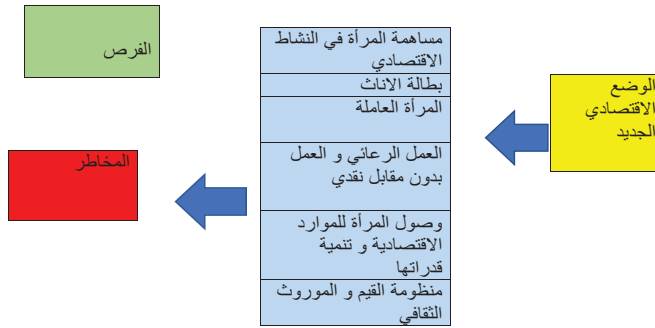 الوضع
الاقتصادي
الجديد
مساهمة المرأة في النشاط
الاقتصادي
بطالة الاناث
المرأة العاملة
العمل الرعائي و العمل
بدون مقابل نقدي
وصول المرأة للموارد
الاقتصادية و تنمية
قدراتها
منظومة القيم و الموروث
الثقافي
الفرص
المخاطر